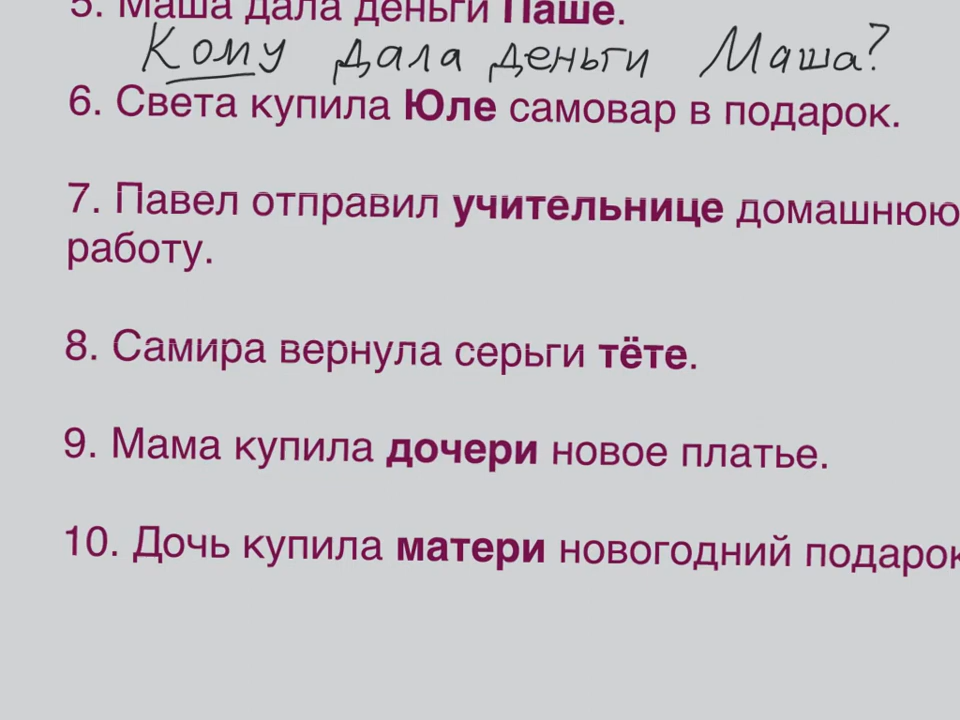 5. Маша дала деньги Паше.
Кому дала деньги Маша?
6. Света купила Юле самовар в подарок.
7. Павел отправил учительнице домашнюю
работу.
8. Самира вернула серьги тёте.
9. Мама купила дочери новое платье.
10. Дочь купила матери новогодний подарок